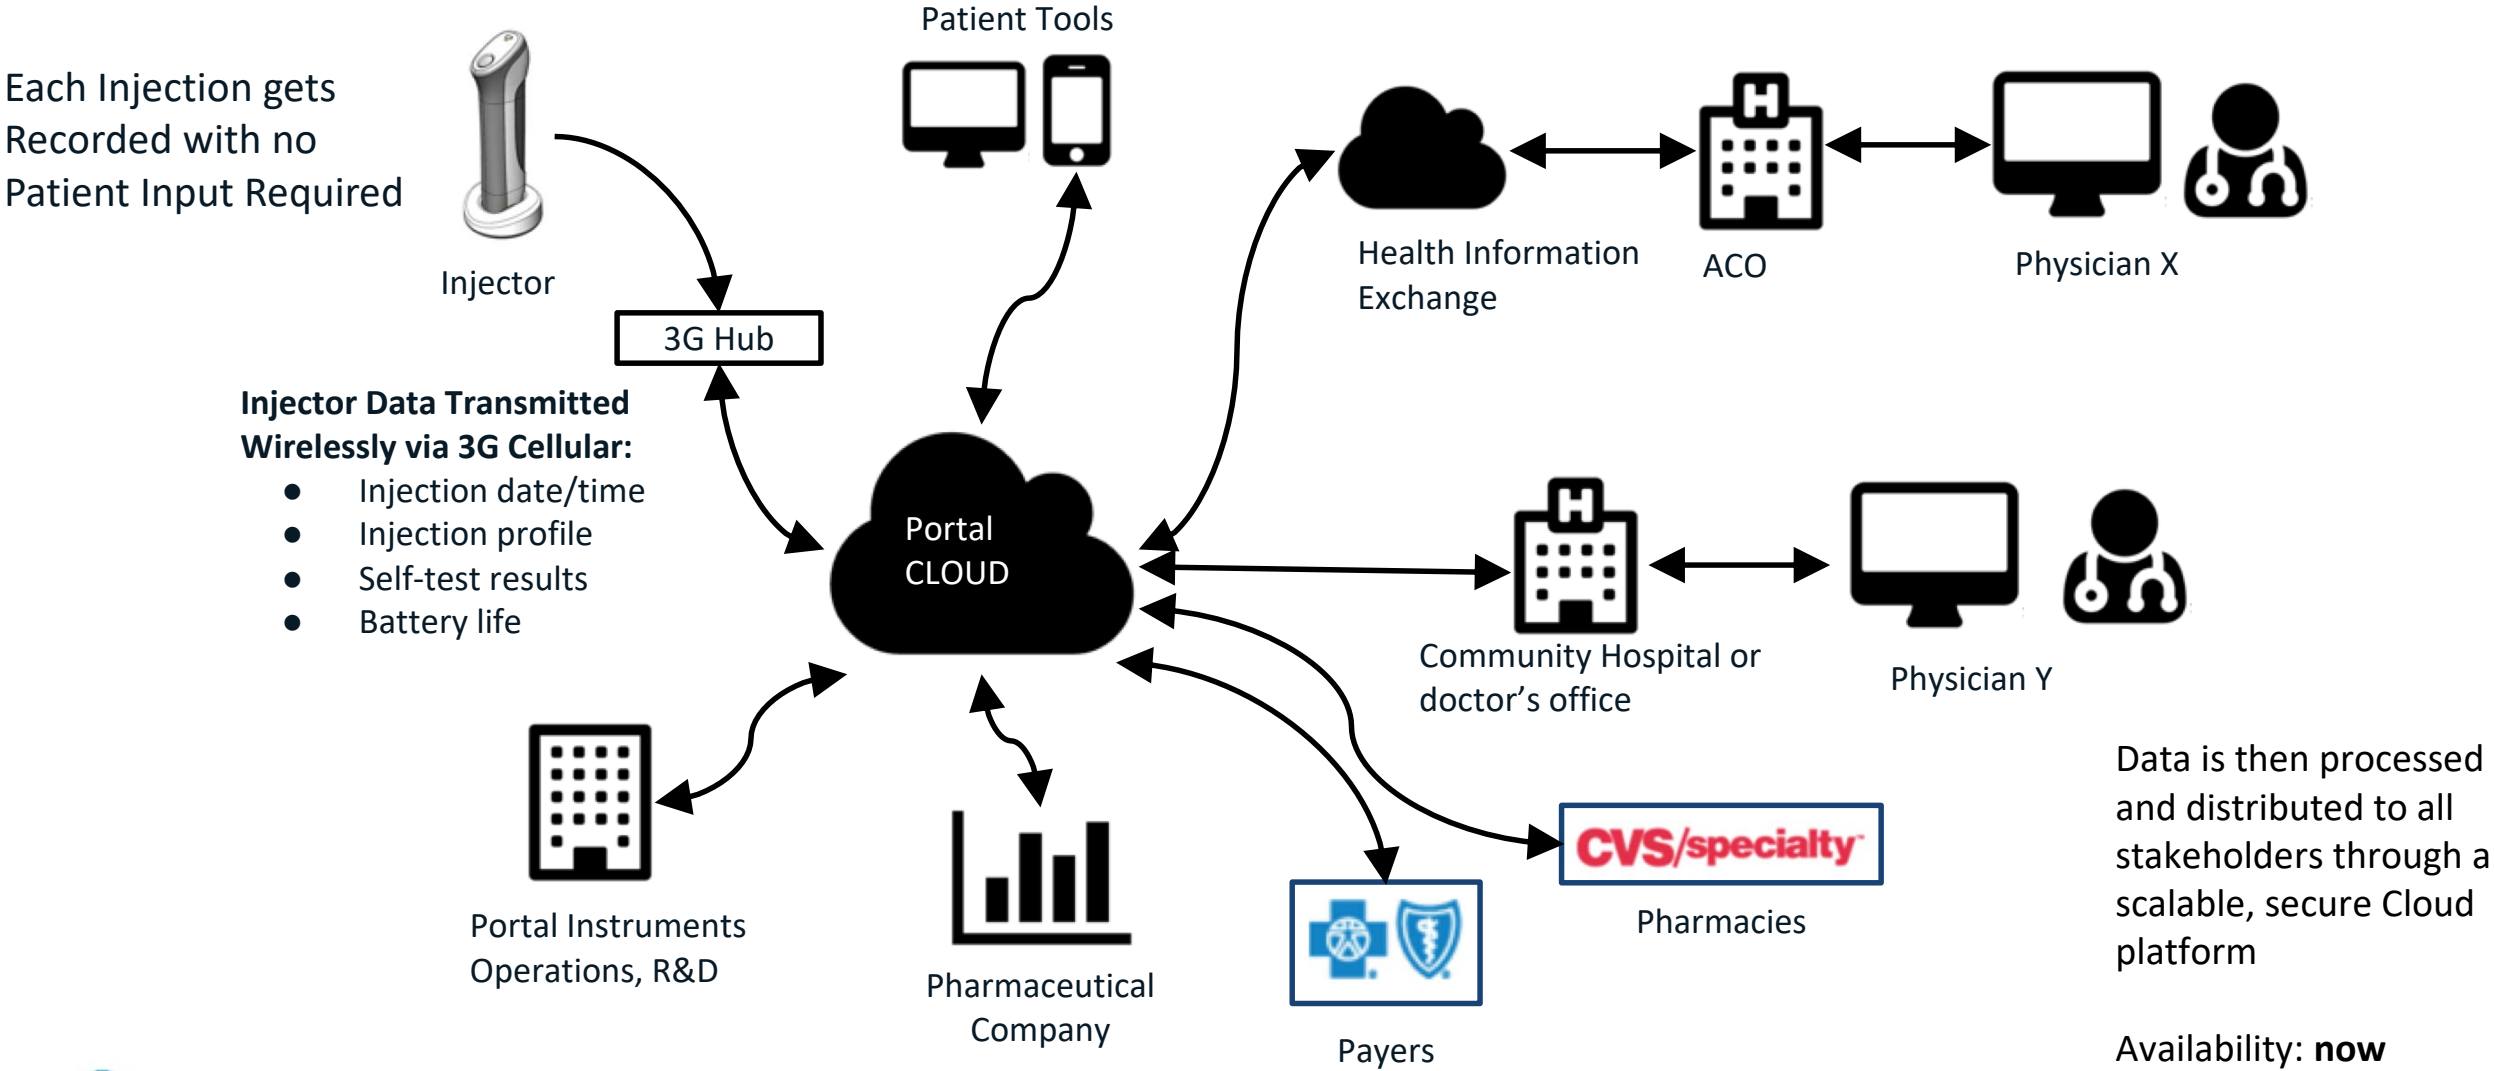 Patient Tools
Each Injection gets
Recorded with no
Patient Input Required
Injector
3G Hub
Injector Data Transmitted
Wirelessly via 3G Cellular:
● Injection date/time
● Injection profile
● Self-test results
● Battery life
Portal
CLOUD
Health Information
Exchange
ACO
Physician X
Community Hospital or
doctor's office
Physician Y
Portal Instruments
Operations, R&D
Pharmaceutical
Company
Payers
CVS/specialty™
Pharmacies
Data is then processed
and distributed to all
stakeholders through a
scalable, secure Cloud
platform
Availability: now